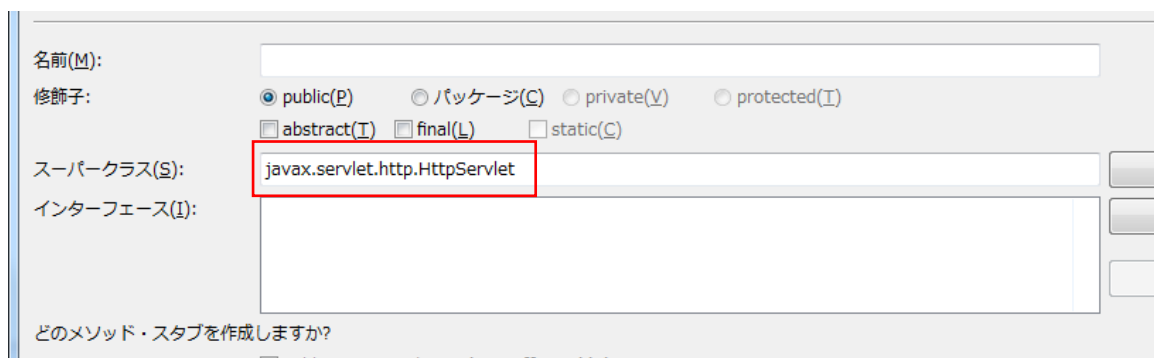 名前(M):
修飾子: public(P) パッケージ(C) private(V) protected(T)
abstract(T) final(L) static(C)
スーパークラス(S): javax.servlet.http.HttpServlet
インターフェース(I):
どのメソッド・スタブを作成しますか?